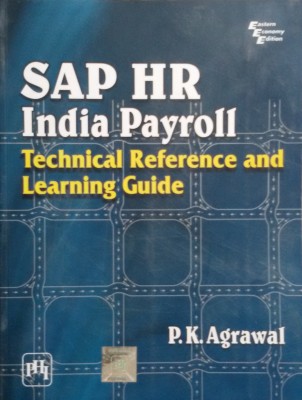 Eastern
Economy
Edition
SAP HR
India Payroll
Technical Reference and
Learning Guide
P.K. Agrawal
PHI